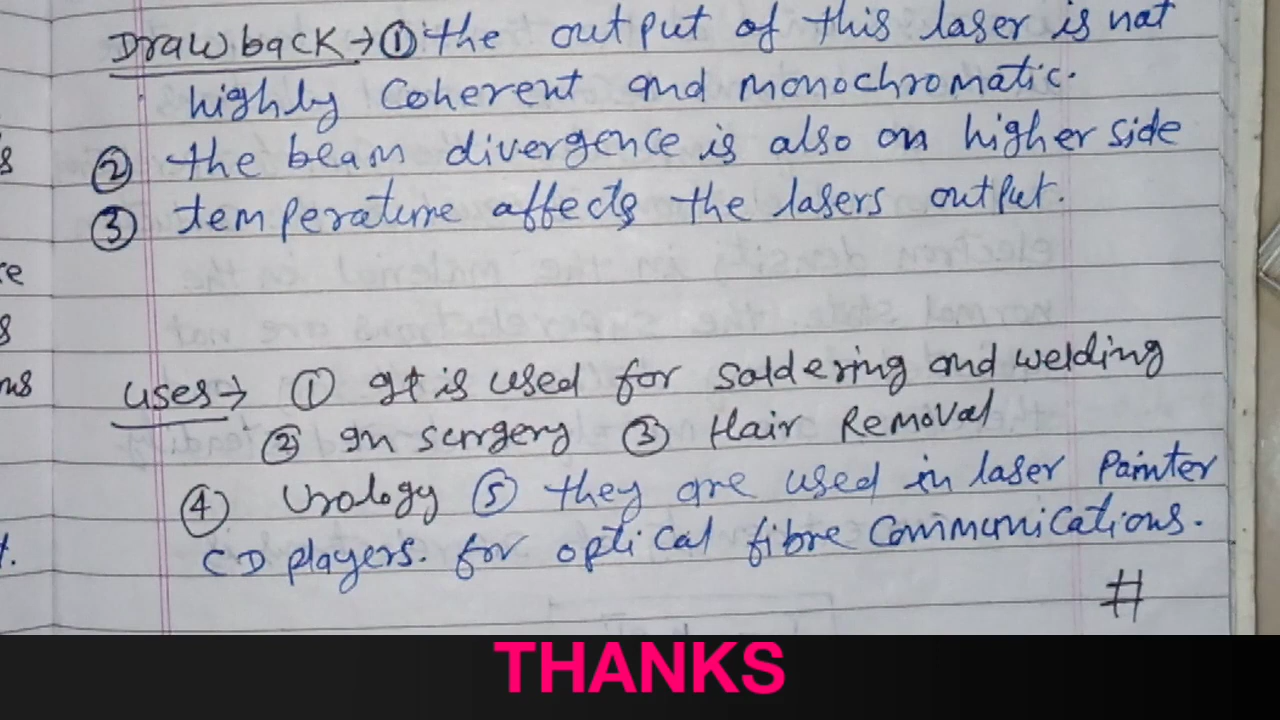 Drawback → ① the output of this laser is not
highly Coherent and monochromatic.
② the beam divergence is also on higher side
③ temperature affects the lasers output.
uses → ① It is used for soldering and welding
② In surgery ③ Hair Removal
④ Urology ⑤ they are used in laser Painter
CD players. for optical fibre Communications.
#
THANKS